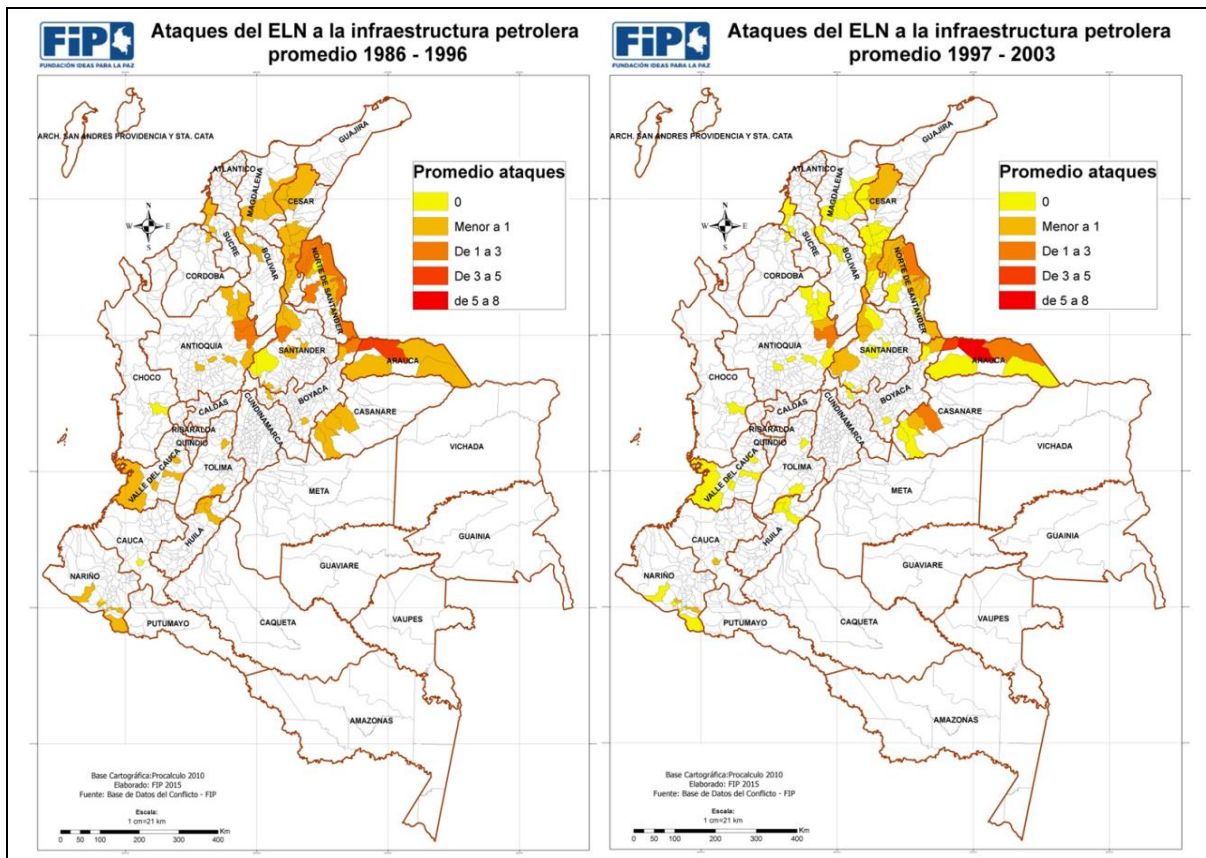 FiP
FUNDACIÓN IDEAS PARA LA PAZ
Ataques del ELN a la infraestructura petrolera
promedio 1986 - 1996
ARCH. SAN ANDRES PROVIDENCIA Y STA. CATA
GUAJIRA
ATLANTICO
MAGDALENA
CESAR
Promedio ataques
0
Menor a 1
De 1 a 3
De 3 a 5
de 5 a 8
N
W
E
S
SUCRE
BOLIVAR
NORTE DE SANTANDER
CORDOBA
ANTIOQUIA
SANTANDER
ARAUCA
CHOCO
BOYACA
CALDAS
CUNDINAMARCA
CASANARE
RISARALDA
QUINDIO
VICHADA
TOLIMA
VALLE DEL CAUCA
META
CAUCA
HUILA
GUAINIA
GUAVIARE
NARIÑO
PUTUMAYO
CAQUETA
VAUPES
AMAZONAS
Base Cartográfica:Procalculo 2010
Elaborado: FIP 2015
Fuente: Base de Datos del Conflicto - FIP
Escala:
1 cm=21 km
0 50 100 200 300 400 Km
FiP
FUNDACIÓN IDEAS PARA LA PAZ
Ataques del ELN a la infraestructura petrolera
promedio 1997 - 2003
ARCH. SAN ANDRES PROVIDENCIA Y STA. CATA
GUAJIRA
ATLANTICO
MAGDALENA
CESAR
Promedio ataques
0
Menor a 1
De 1 a 3
De 3 a 5
de 5 a 8
N
W
E
S
SUCRE
BOLIVAR
NORTE DE SANTANDER
CORDOBA
ANTIOQUIA
SANTANDER
ARAUCA
CHOCO
BOYACA
CALDAS
CUNDINAMARCA
CASANARE
RISARALDA
QUINDIO
VICHADA
TOLIMA
VALLE DEL CAUCA
META
CAUCA
HUILA
GUAINIA
GUAVIARE
NARIÑO
PUTUMAYO
CAQUETA
VAUPES
AMAZONAS
Base Cartográfica:Procalculo 2010
Elaborado: FIP 2015
Fuente: Base de Datos del Conflicto - FIP
Escala:
1 cm=21 km
0 50 100 200 300 400 Km